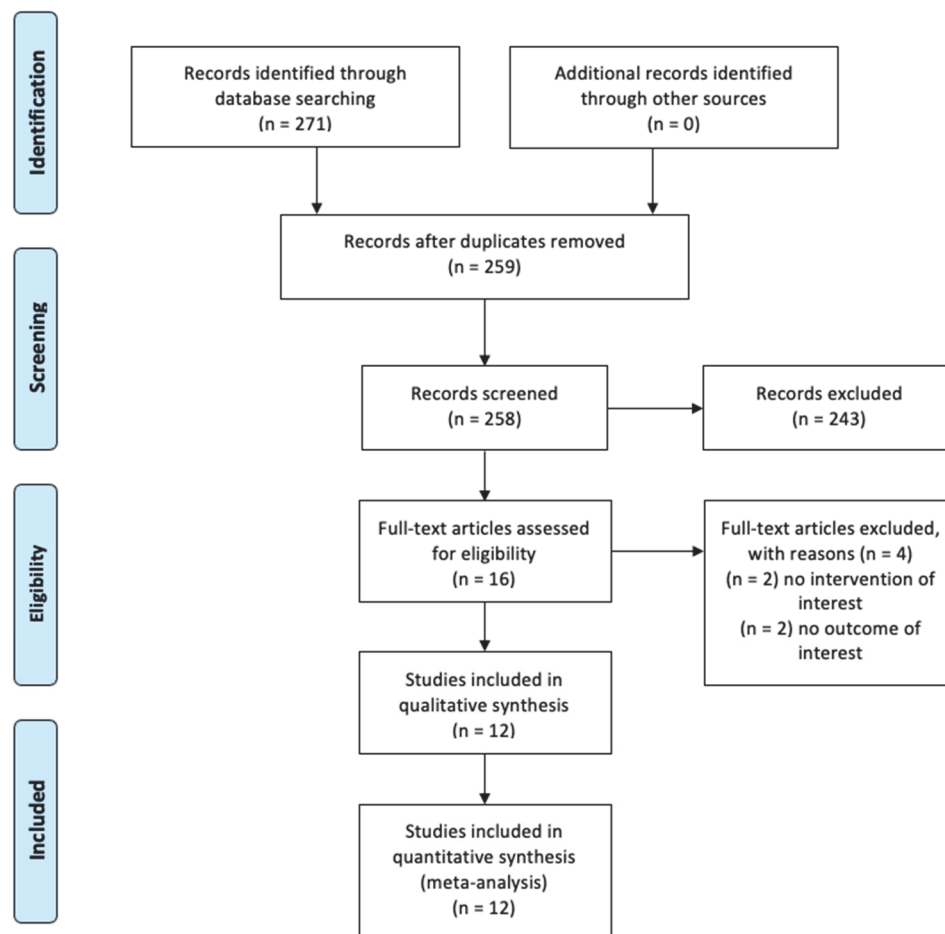 Identification
Records identified through
database searching
(n = 271)
Additional records identified
through other sources
(n = 0)
Records after duplicates removed
(n = 259)
Screening
Records screened
(n = 258)
Records excluded
(n = 243)
Eligibility
Full-text articles assessed
for eligibility
(n = 16)
Full-text articles excluded,
with reasons (n = 4)
(n = 2) no intervention of
interest
(n = 2) no outcome of
interest
Studies included in
qualitative synthesis
(n = 12)
Included
Studies included in
quantitative synthesis
(meta-analysis)
(n = 12)